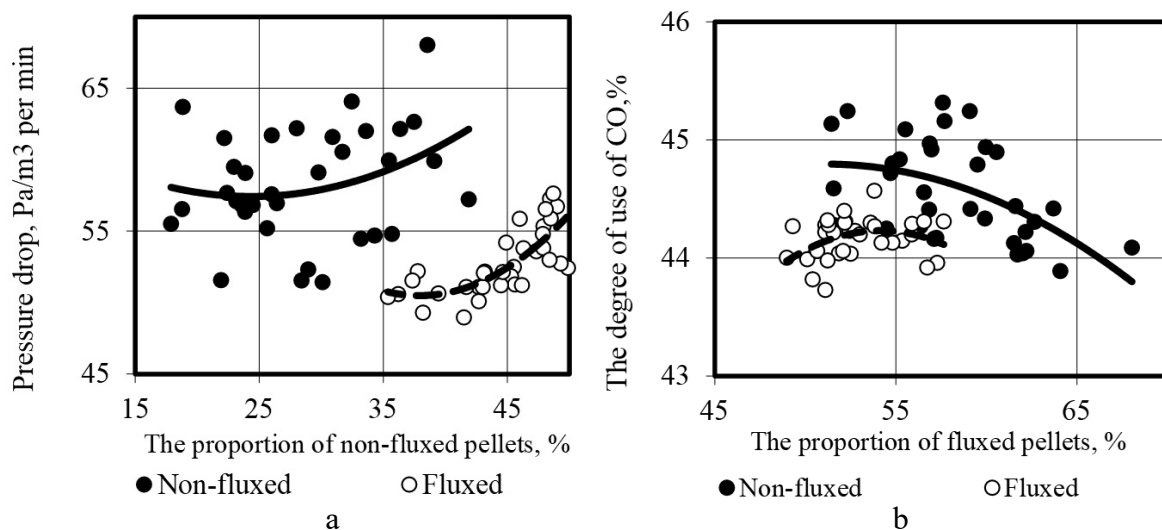 Pressure drop, Pa/m3 per min
65
55
45
15 25 35 45
The proportion of non-fluxed pellets, %
Non-fluxed Fluxed
a
The degree of use of CO,%
46
45
44
43
45 55 65
The proportion of fluxed pellets, %
Non-fluxed Fluxed
b